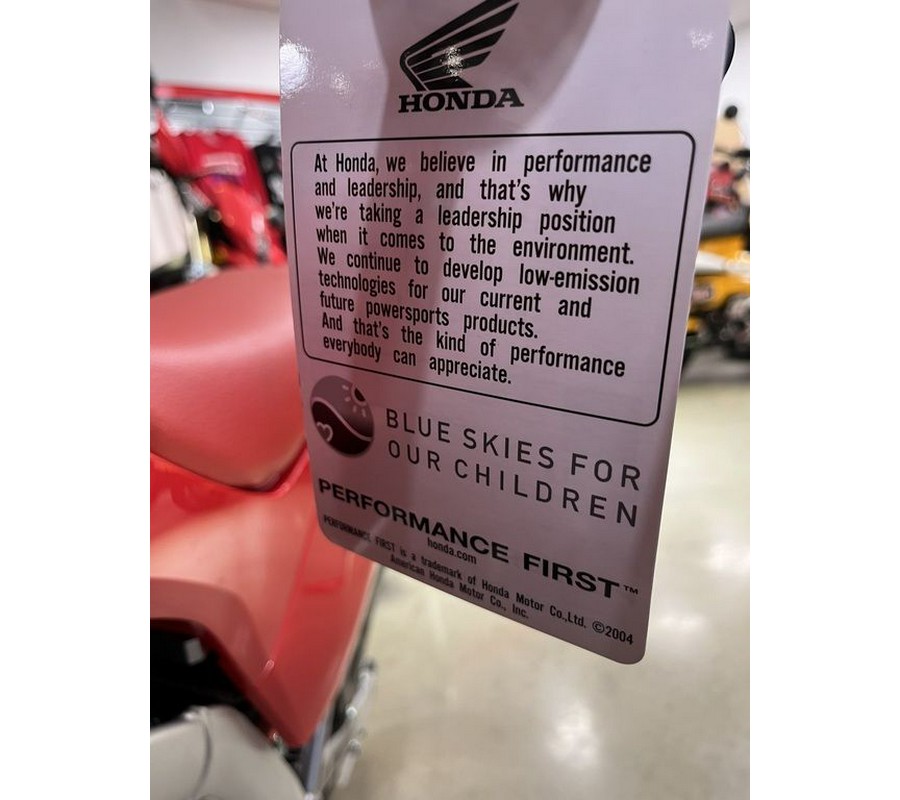 HONDA
At Honda, we believe in performance
and leadership, and that's why
we're taking a leadership position
when it comes to the environment.
We continue to develop low-emission
technologies for our current and
future powersports products.
And that's the kind of performance
everybody can appreciate.
BLUE SKIES FOR
OUR CHILDREN
PERFORMANCE FIRST™
honda.com
PERFORMANCE FIRST is a trademark of Honda Motor Co.,Ltd. ©2004
American Honda Motor Co., Inc.